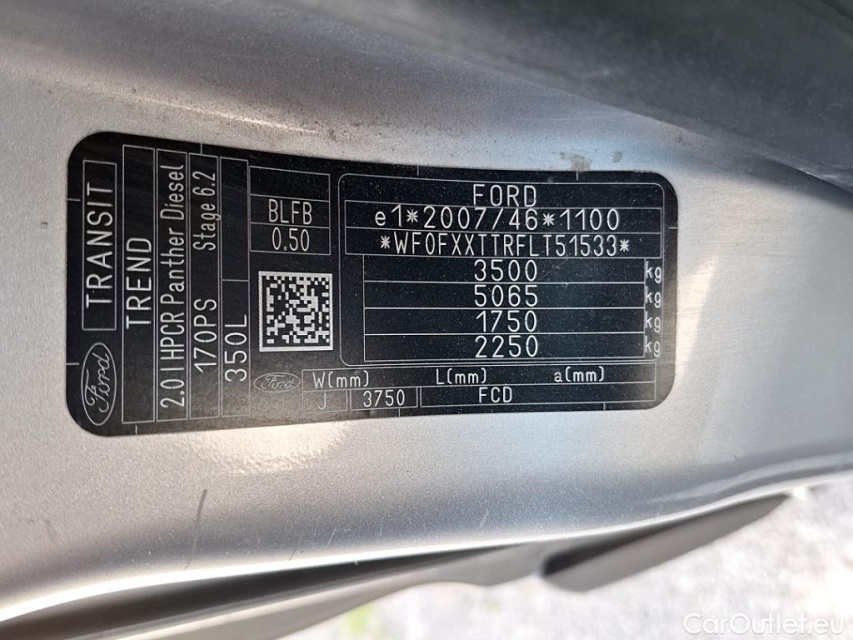 Ford
TRANSIT
TREND
2.0 l HPCR Panther Diesel
170PS Stage 6.2
350L
BLFB
0.50
Ford
FORD
e1*2007/46*1100
*WF0FXXTTRFLT51533*
3500 kg
5065 kg
1750 kg
2250 kg
W(mm) L(mm) a(mm)
J 3750 FCD
CarOutlet.eu